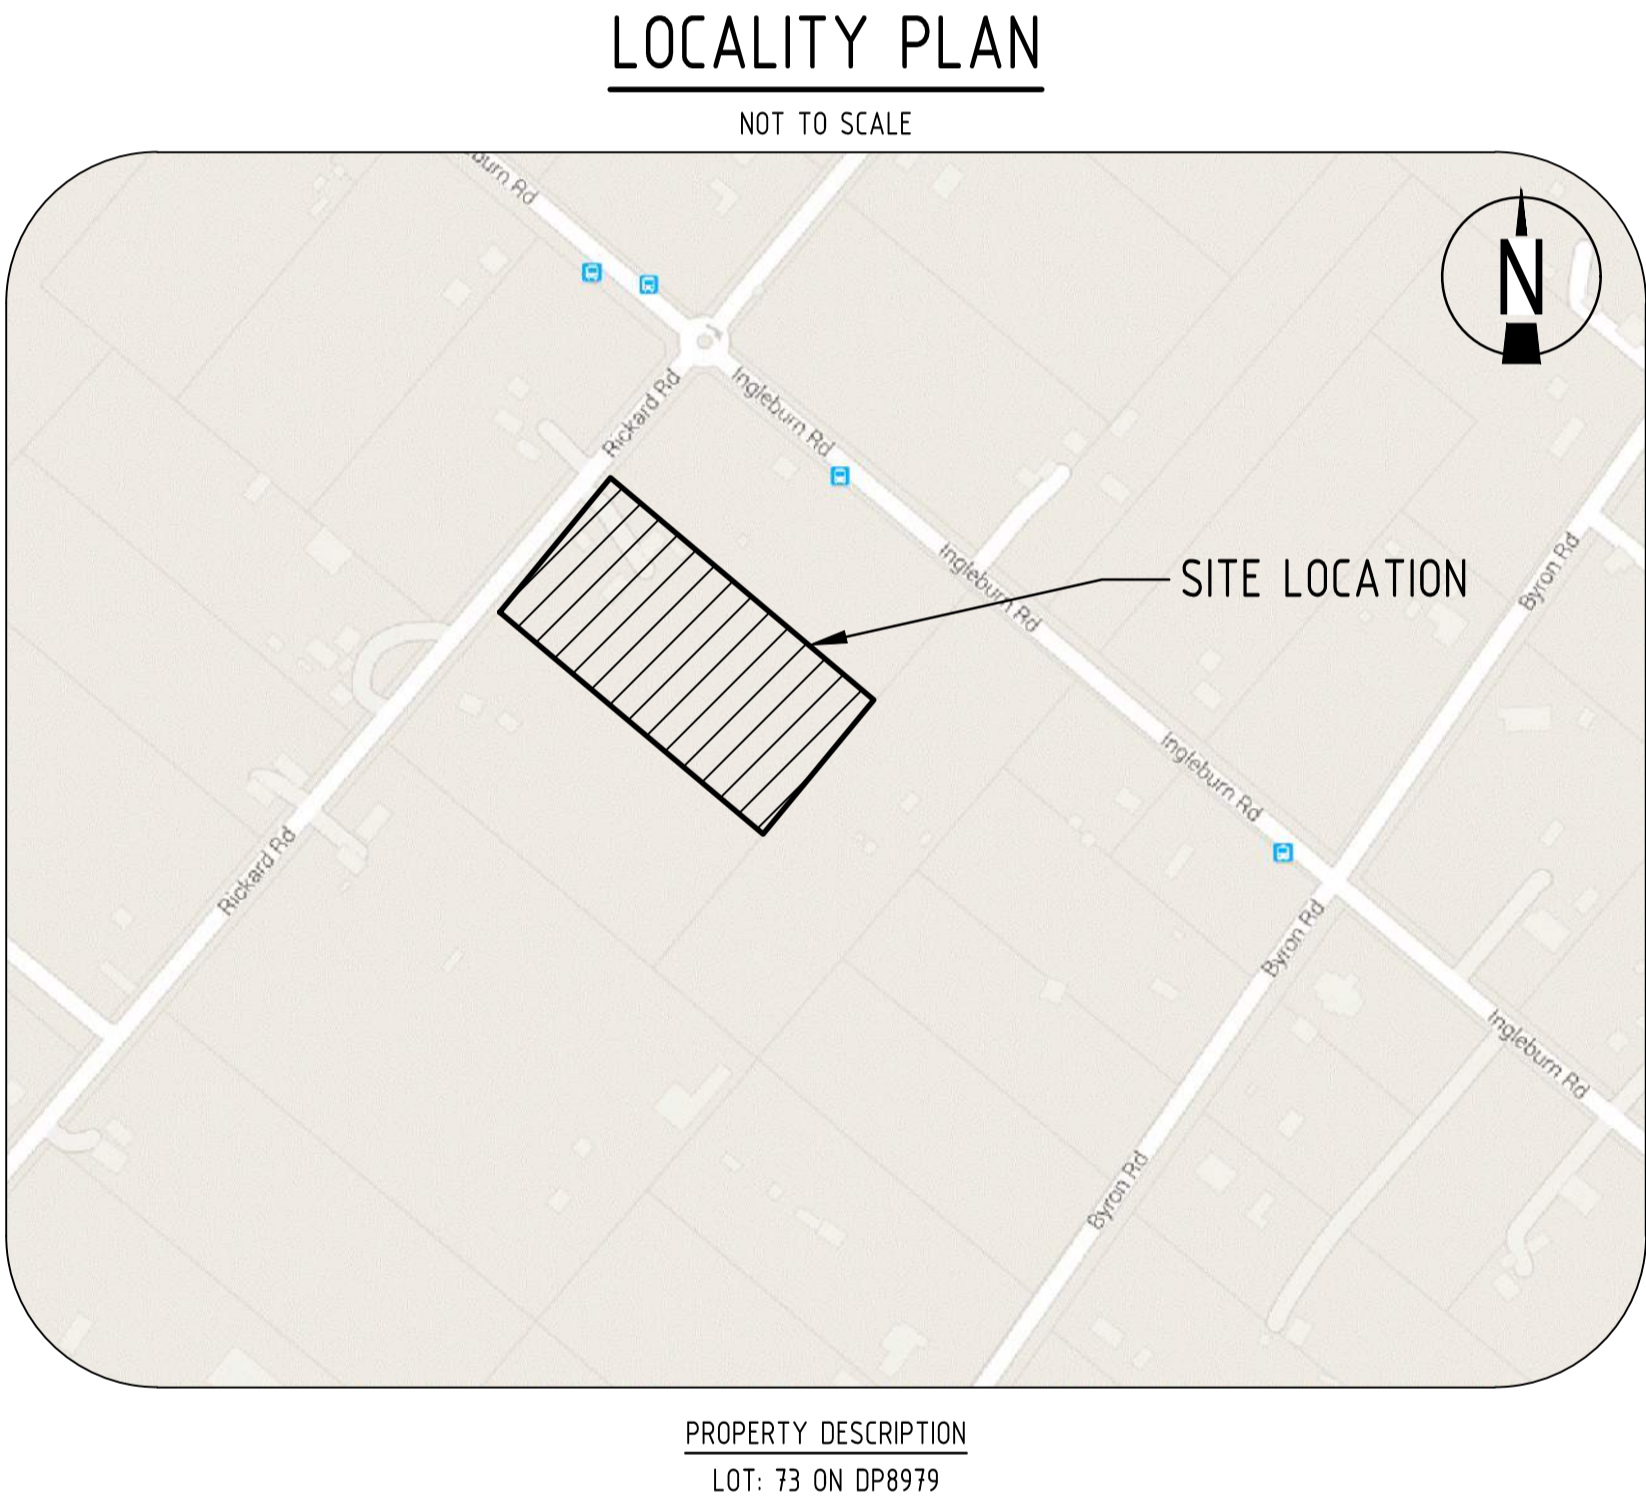 LOCALITY PLAN
NOT TO SCALE
burn Rd
N
Rickard Rd
Ingleburn Rd
Ingleburn Rd
Byron Rd
SITE LOCATION
Ingleburn Rd
Rickard Rd
Byron Rd
Ingleburn Rd
Byron Rd
PROPERTY DESCRIPTION
LOT: 73 ON DP8979